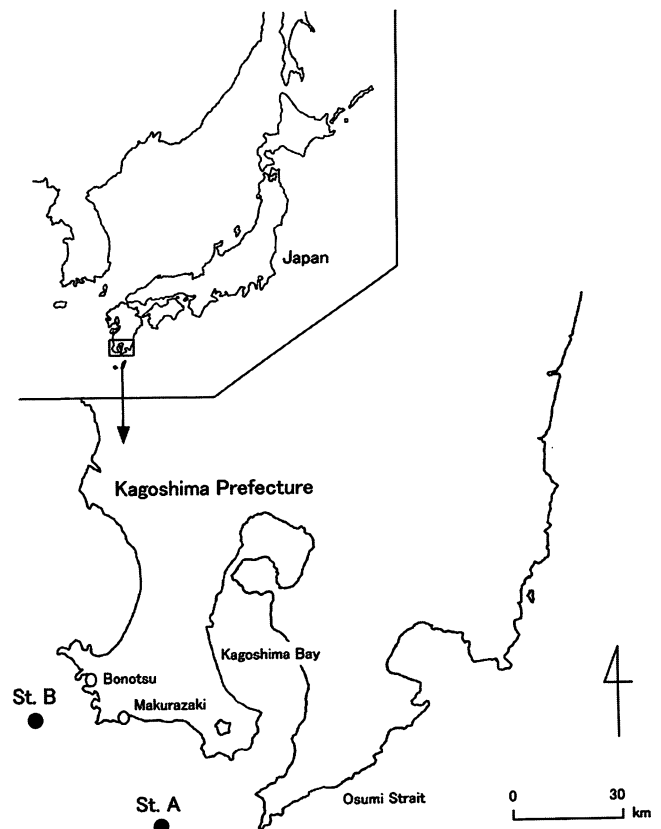 Japan
Kagoshima Prefecture
Kagoshima Bay
Bonotsu
St. B
Makurazaki
St. A
Osumi Strait
0 30
km